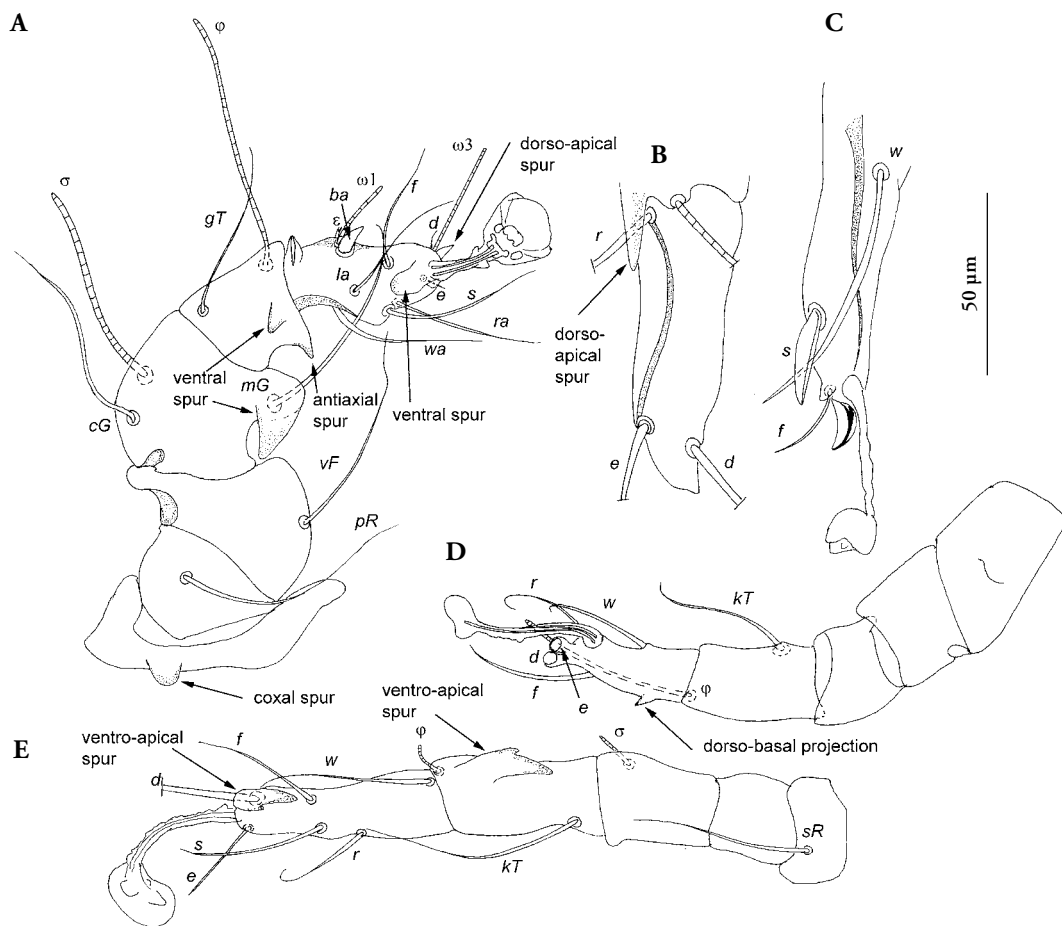 A
φ
C
σ
ω3
dorso-apical
spur
B
w
ω1
f
ba
ε
gT
d
r
la
e
s
50 μm
ra
dorso-
apical
spur
s
wa
ventral
spur
mG
antiaxial
spur
ventral spur
f
cG
e
d
vF
pR
D
r
w
kT
d
φ
f
e
coxal spur
ventro-apical
spur
dorso-basal projection
E
ventro-apical
spur
f
φ
σ
w
d
sR
s
r
kT
e